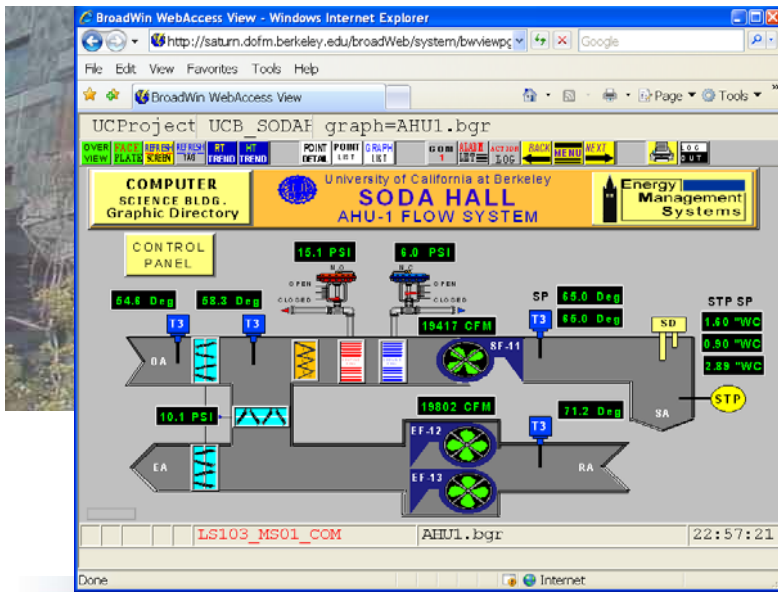 BroadWin WebAccess View - Windows Internet Explorer
http://saturn.dofm.berkeley.edu/broadWeb/system/bwviewpg
Google
File Edit View Favorites Tools Help
BroadWin WebAccess View
Page Tools
UCProject UCB_SODAH graph=AHU1.bgr
OVER VIEW
FACE PLATE
REFRESH SCREEN
REFRESH TAG
RT TREND
HT TREND
POINT DETAIL
POINT LIST
GRAPH LIST
COM 1
ALARM LST
ACTION LOG
BACK
MENU
NEXT
LOG OUT
COMPUTER
SCIENCE BLDG.
Graphic Directory
University of California at Berkeley
SODA HALL
AHU-1 FLOW SYSTEM
Energy
Management
Systems
CONTROL
PANEL
15.1 PSI
6.0 PSI
N.O.
N.C.
OPEN
CLOSED
OPEN
CLOSED
54.6 Deg
58.3 Deg
SP 65.0 Deg
65.0 Deg
STP SP
1.60 "WC
0.90 "WC
2.89 "WC
T3
T3
T3
SD
19417 CFM
SF-11
OA
STP
SA
10.1 PSI
19802 CFM
71.2 Deg
EF-12
T3
EA
RA
EF-13
LS103_MS01_COM
AHU1.bgr
22:57:21
Done
Internet